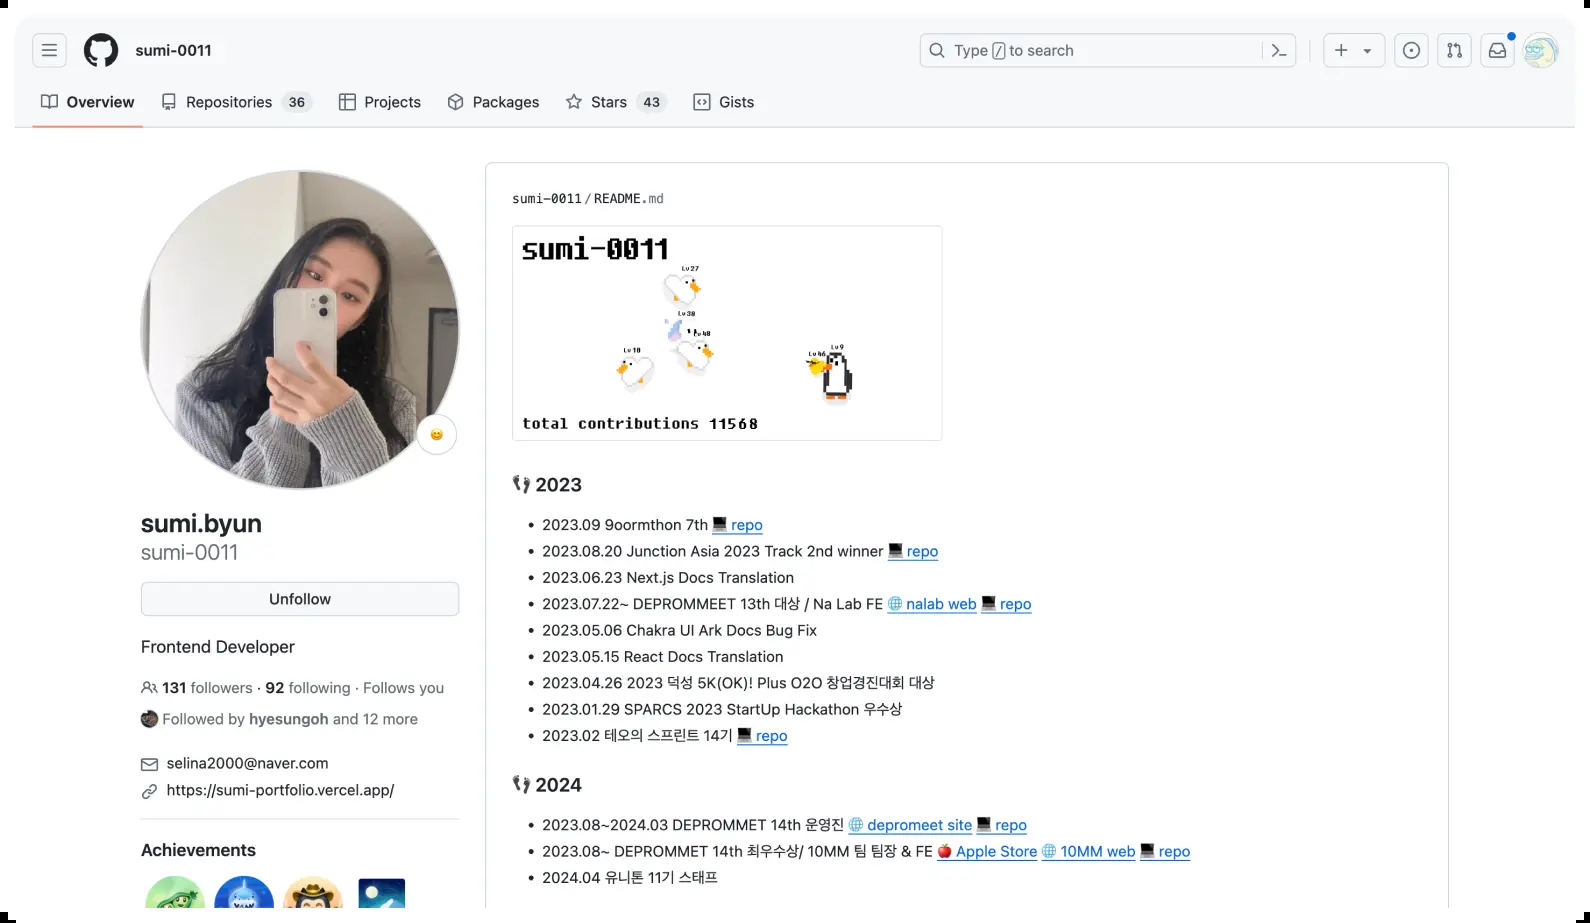 sumi-0011
Type / to search
Overview
Repositories 36
Projects
Packages
Stars 43
Gists
sumi-0011/README.md
sumi-0011
Lv27
Lv38
Lv48
Lv18
Lv46
Lv9
total contributions 11568
sumi.byun
sumi-0011
Unfollow
Frontend Developer
131 followers · 92 following · Follows you
Followed by hyesungoh and 12 more
selina2000@naver.com
https://sumi-portfolio.vercel.app/
Achievements
2023
2023.09 9oormthon 7th repo
2023.08.20 Junction Asia 2023 Track 2nd winner repo
2023.06.23 Next.js Docs Translation
2023.07.22~ DEPROMMEET 13th 대상 / Na Lab FE nalab web repo
2023.05.06 Chakra UI Ark Docs Bug Fix
2023.05.15 React Docs Translation
2023.04.26 2023 덕성 5K(OK)! Plus O2O 창업경진대회 대상
2023.01.29 SPARCS 2023 StartUp Hackathon 우수상
2023.02 테오의 스프린트 14기 repo
2024
2023.08~2024.03 DEPROMMET 14th 운영진 depromeet site repo
2023.08~ DEPROMMET 14th 최우수상/ 10MM 팀 팀장 & FE Apple Store 10MM web repo
2024.04 유니톤 11기 스태프